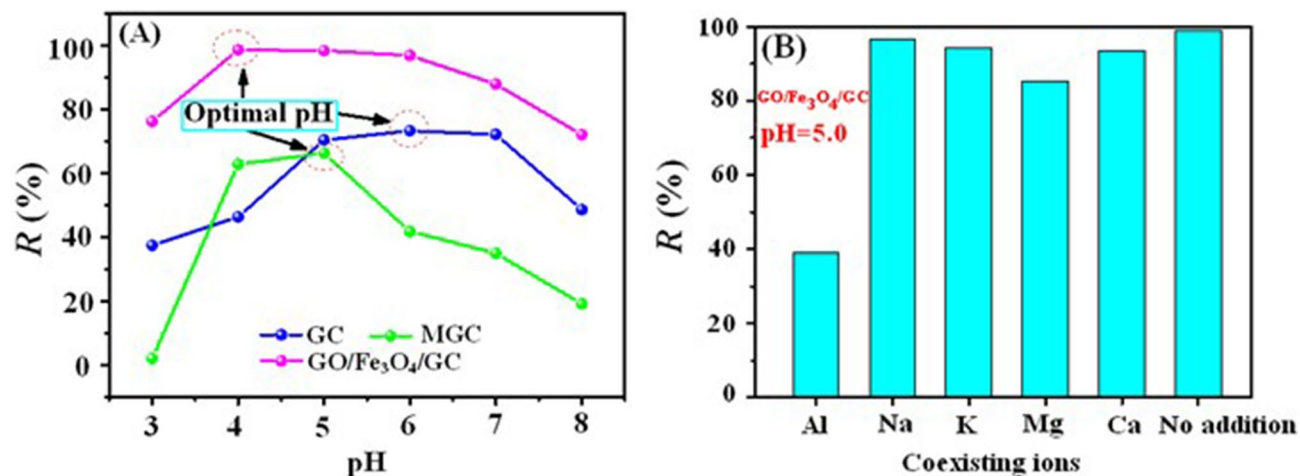 (A)
100
80
60
40
20
0
R (%)
Optimal pH
GC
MGC
GO/Fe₃O₄/GC
3 4 5 6 7 8
pH
(B)
100
80
60
40
20
0
R (%)
GO/Fe₃O₄/GC
pH=5.0
Al Na K Mg Ca No addition
Coexisting ions